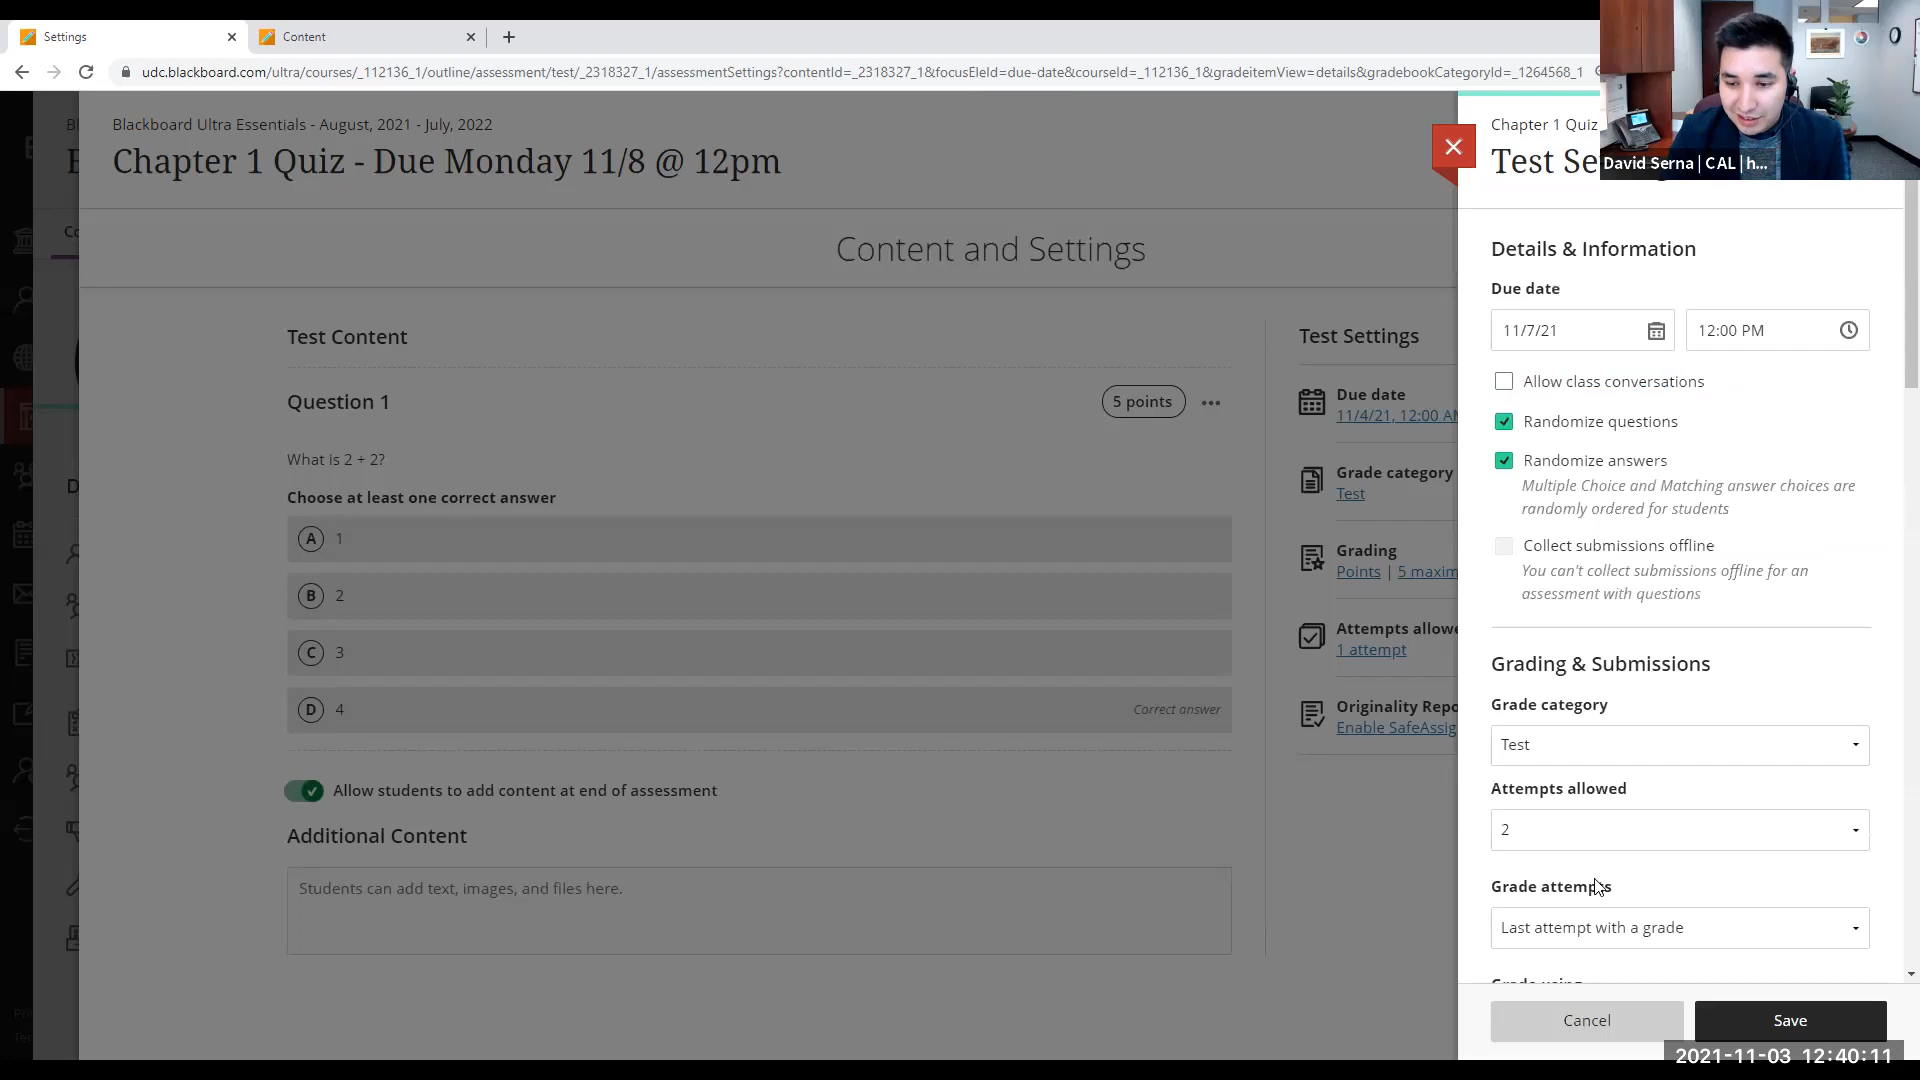 Settings
Content
udc.blackboard.com/ultra/courses/_112136_1/outline/assessment/test/_2318327_1/assessmentSettings?contentId=_2318327_1&focusEleId=due-date&courseId=_112136_1&gradeitemView=details&gradebookCategoryId=_1264568_1
Blackboard Ultra Essentials - August, 2021 - July, 2022
Chapter 1 Quiz - Due Monday 11/8 @ 12pm
Content and Settings
Test Content
Question 1
5 points
What is 2 + 2?
Choose at least one correct answer
A 1
B 2
C 3
D 4
Correct answer
Allow students to add content at end of assessment
Additional Content
Students can add text, images, and files here.
Test Settings
Due date
11/4/21, 12:00 AM
Grade category
Test
Grading
Points | 5 maxim
Attempts allowe
1 attempt
Originality Repo
Enable SafeAssig
Chapter 1 Quiz
Test Se
David Serna | CAL | h...
Details & Information
Due date
11/7/21
12:00 PM
Allow class conversations
Randomize questions
Randomize answers
Multiple Choice and Matching answer choices are
randomly ordered for students
Collect submissions offline
You can't collect submissions offline for an
assessment with questions
Grading & Submissions
Grade category
Test
Attempts allowed
2
Grade attempts
Last attempt with a grade
Grade using
Cancel
Save
2021-11-03 12:40:11